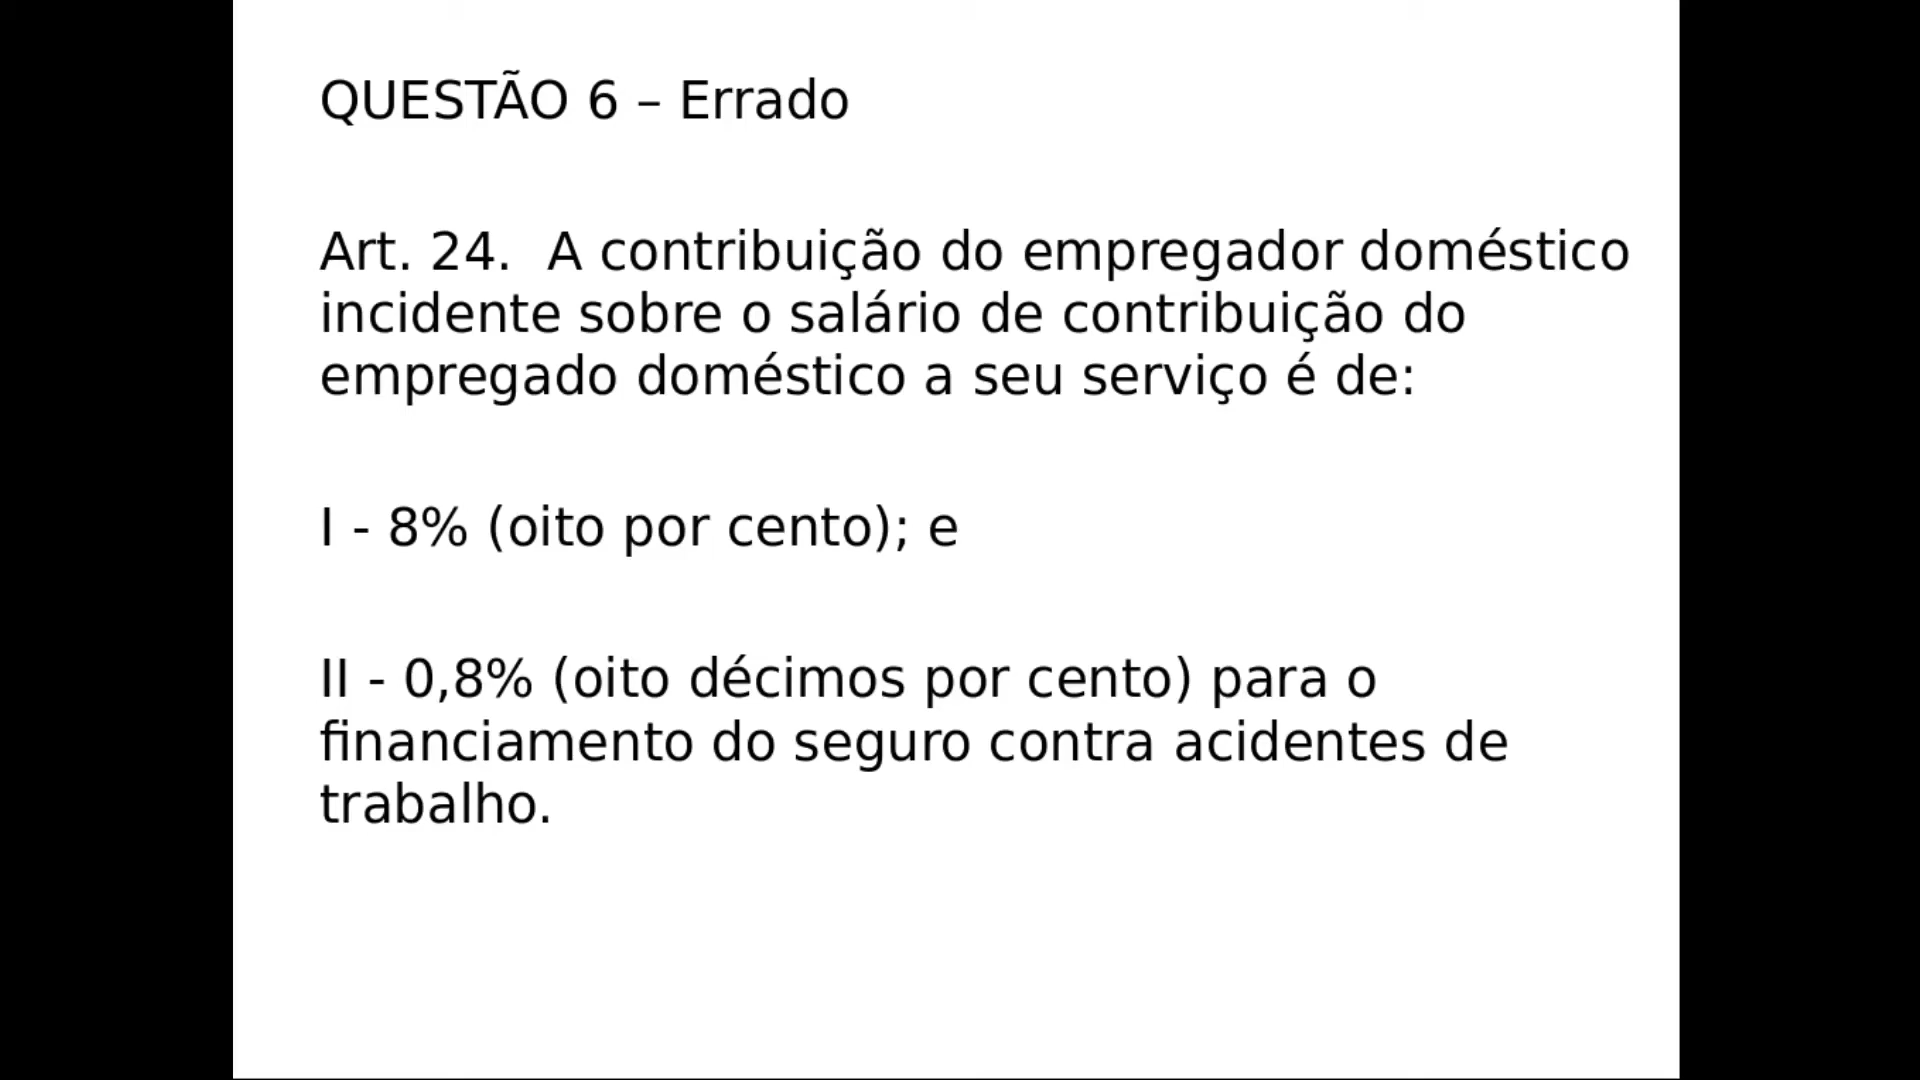 QUESTÃO 6 – Errado
Art. 24.  A contribuição do empregador doméstico
incidente sobre o salário de contribuição do
empregado doméstico a seu serviço é de:
I - 8% (oito por cento); e
II - 0,8% (oito décimos por cento) para o
financiamento do seguro contra acidentes de
trabalho.